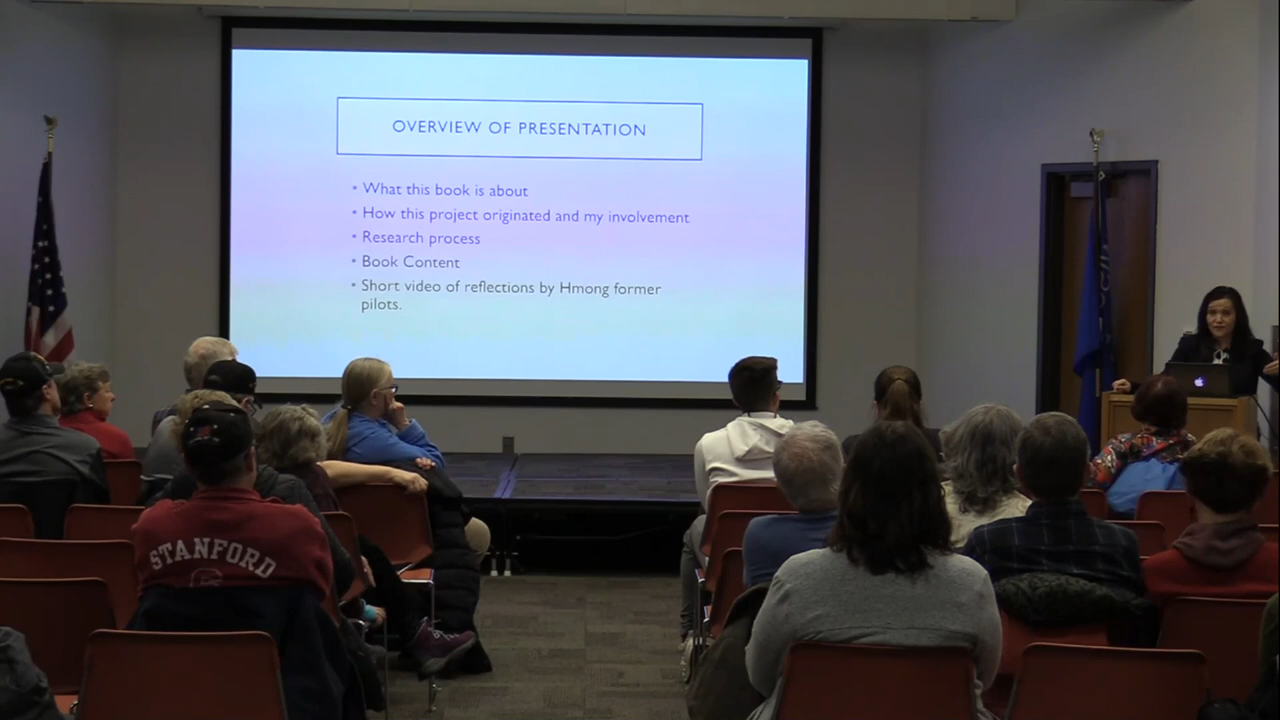 OVERVIEW OF PRESENTATION
• What this book is about
• How this project originated and my involvement
• Research process
• Book Content
• Short video of reflections by Hmong former
pilots.
STANFORD